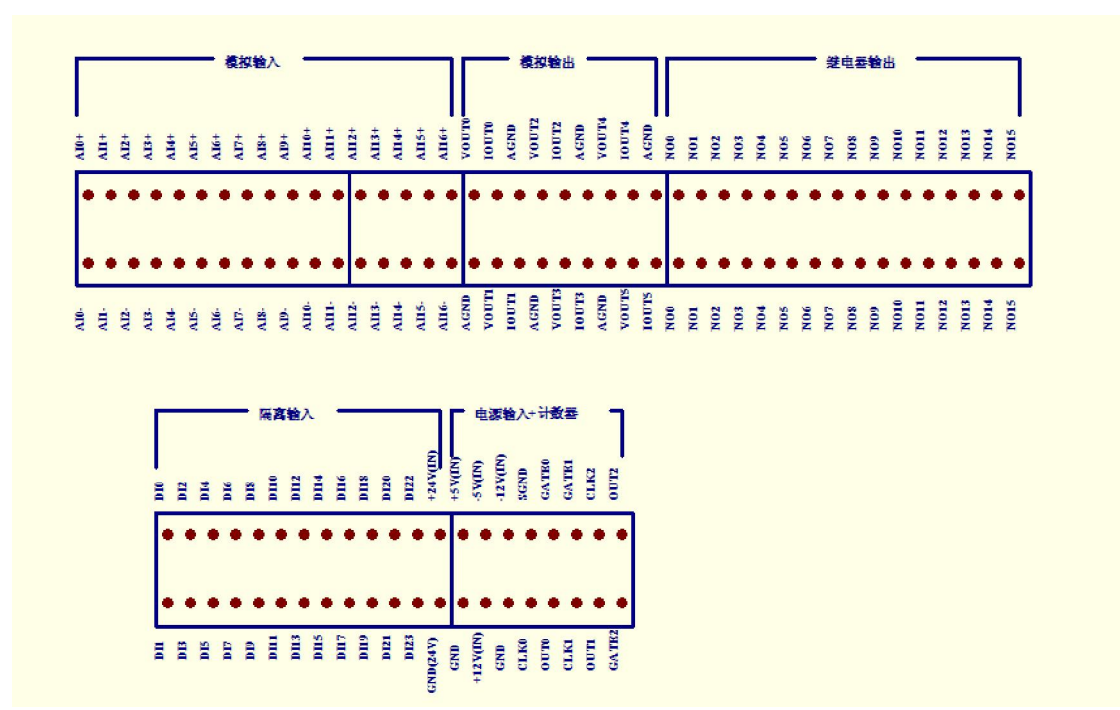 模拟输入 模拟输出 继电器输出
AI0+ AI1+ AI2+ AI3+ AI4+ AI5+ AI6+ AI7+ AI8+ AI9+ AI10+ AI11+ AI12+ AI13+ AI14+ AI15+ AI16+ VOUT0 IOUT0 AGND VOUT2 IOUT2 AGND VOUT4 IOUT4 AGND NO0 NO1 NO2 NO3 NO4 NO5 NO6 NO7 NO8 NO9 NO10 NO11 NO12 NO13 NO14 NO15
AI0- AI1- AI2- AI3- AI4- AI5- AI6- AI7- AI8- AI9- AI10- AI11- AI12- AI13- AI14- AI15- AI16- AGND VOUT1 IOUT1 AGND VOUT3 IOUT3 AGND VOUT5 IOUT5 NO0 NO1 NO2 NO3 NO4 NO5 NO6 NO7 NO8 NO9 NO10 NO11 NO12 NO13 NO14 NO15
隔离输入 电源输入+计数器
DI0 DI2 DI4 DI6 DI8 DI10 DI12 DI14 DI16 DI18 DI20 DI22 +24V(IN) +5V(IN) -5V(IN) -12V(IN) SGND GATE0 GATE1 CLK2 OUT2
DI1 DI3 DI5 DI7 DI9 DI11 DI13 DI15 DI17 DI19 DI21 DI23 GND(24V) GND +12V(IN) GND CLK0 OUT0 CLK1 OUT1 GATE2